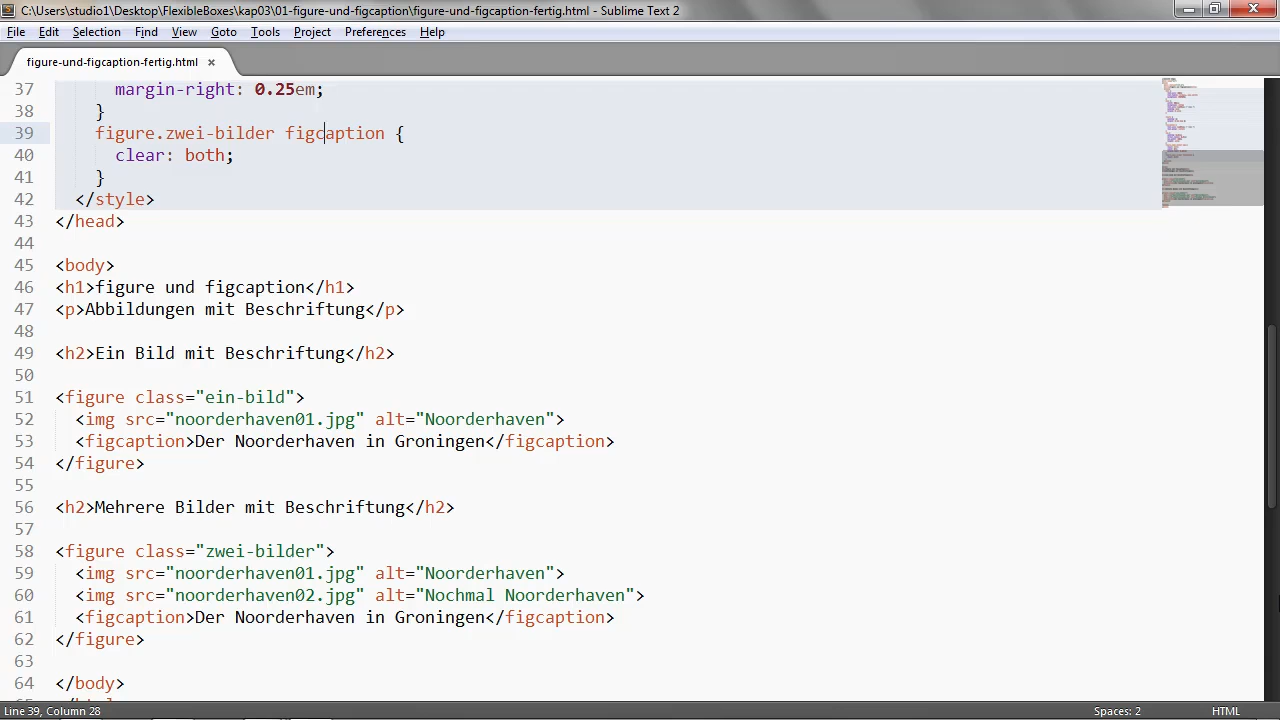 C:\Users\studio1\Desktop\FlexibleBoxes\kap03\01-figure-und-figcaption\figure-und-figcaption-fertig.html - Sublime Text 2
File Edit Selection Find View Goto Tools Project Preferences Help
figure-und-figcaption-fertig.html ×
37 margin-right: 0.25em;
38 }
39 figure.zwei-bilder figcaption {
40 clear: both;
41 }
42 </style>
43 </head>
44
45 <body>
46 <h1>figure und figcaption</h1>
47 <p>Abbildungen mit Beschriftung</p>
48
49 <h2>Ein Bild mit Beschriftung</h2>
50
51 <figure class="ein-bild">
52 <img src="noorderhaven01.jpg" alt="Noorderhaven">
53 <figcaption>Der Noorderhaven in Groningen</figcaption>
54 </figure>
55
56 <h2>Mehrere Bilder mit Beschriftung</h2>
57
58 <figure class="zwei-bilder">
59 <img src="noorderhaven01.jpg" alt="Noorderhaven">
60 <img src="noorderhaven02.jpg" alt="Nochmal Noorderhaven">
61 <figcaption>Der Noorderhaven in Groningen</figcaption>
62 </figure>
63
64 </body>
Line 39, Column 28 Spaces: 2 HTML